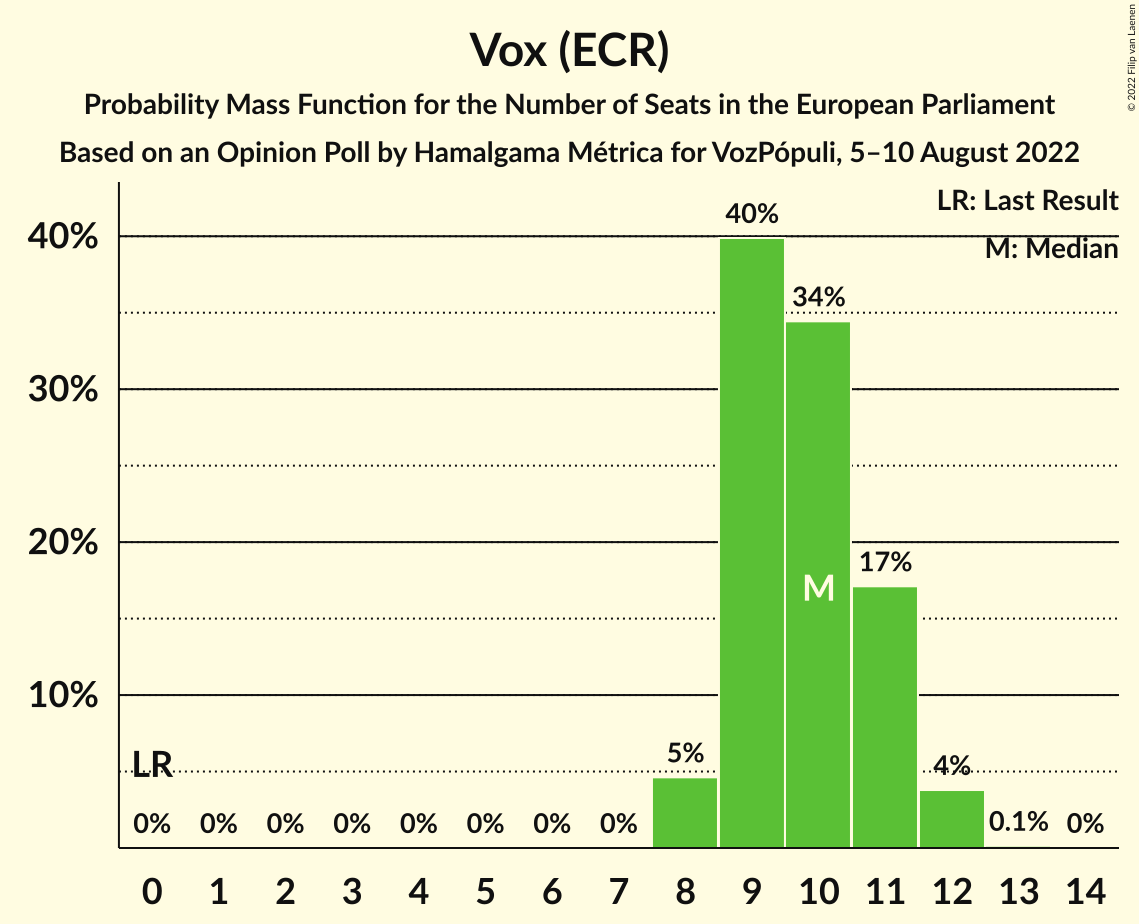 Vox (ECR)
Probability Mass Function for the Number of Seats in the European Parliament
Based on an Opinion Poll by Hamalgama Métrica for VozPópuli, 5–10 August 2022
© 2022 Filip van Laenen
LR: Last Result
M: Median
40%
30%
20%
10%
40%
34%
17%
5%
4%
0.1%
0%
M
LR
0% 0% 0% 0% 0% 0% 0% 0%
0 1 2 3 4 5 6 7 8 9 10 11 12 13 14